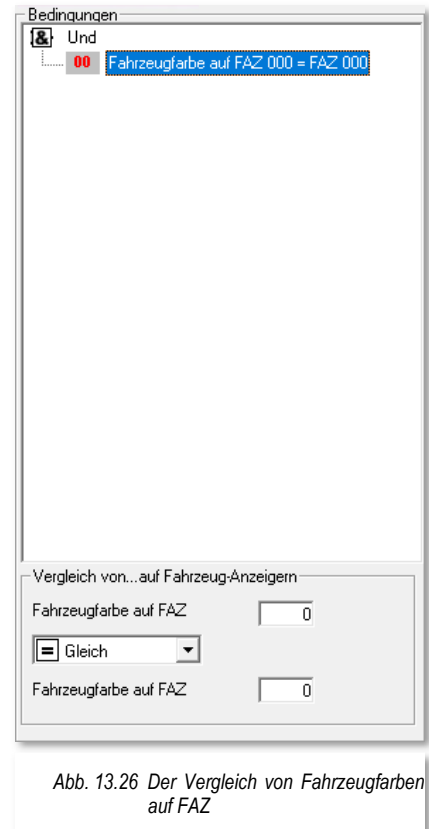 Bedingungen
& Und
00 Fahrzeugfarbe auf FAZ 000 = FAZ 000
Vergleich von...auf Fahrzeug-Anzeigern
Fahrzeugfarbe auf FAZ 0
= Gleich
Fahrzeugfarbe auf FAZ 0
Abb. 13.26 Der Vergleich von Fahrzeugfarben
auf FAZ